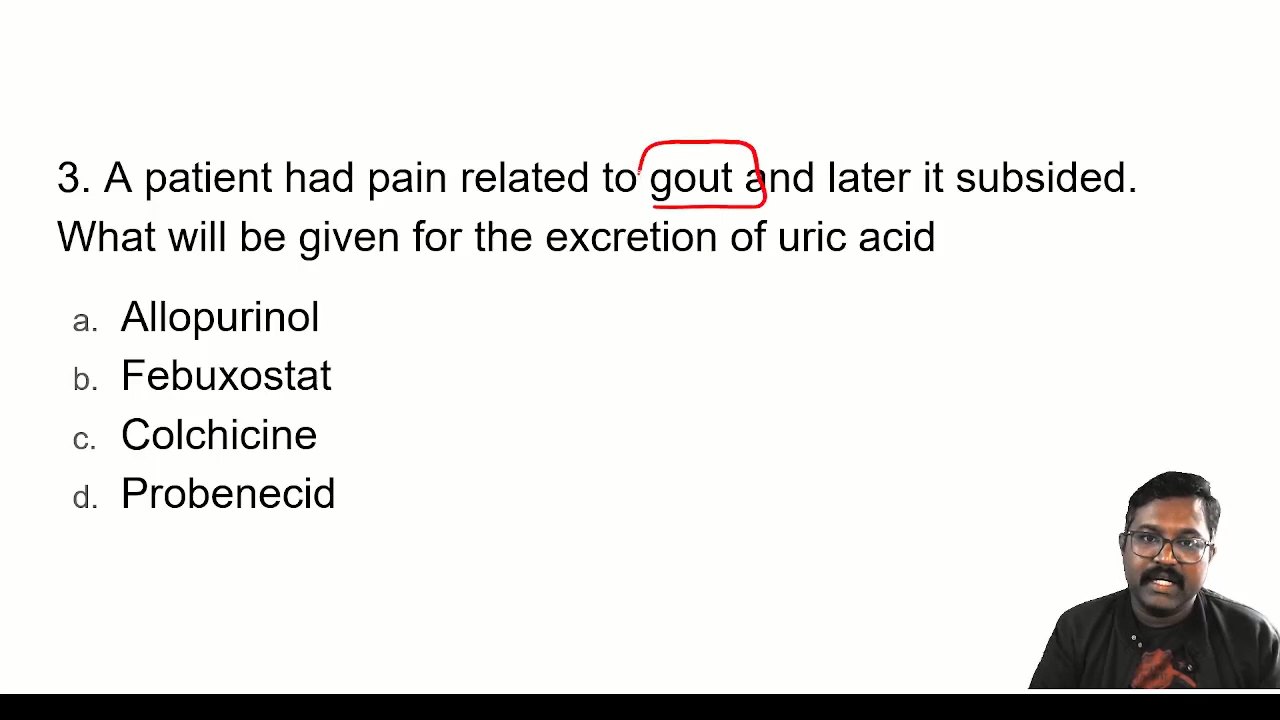 3. A patient had pain related to gout and later it subsided.
What will be given for the excretion of uric acid
a. Allopurinol
b. Febuxostat
c. Colchicine
d. Probenecid